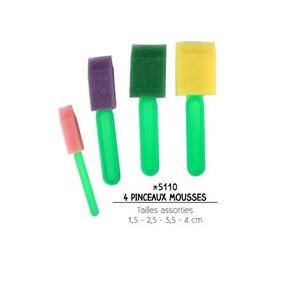 *5110
4 PINCEAUX MOUSSES
Tailles assorties
1,5 - 2,5 - 3,5 - 4 cm